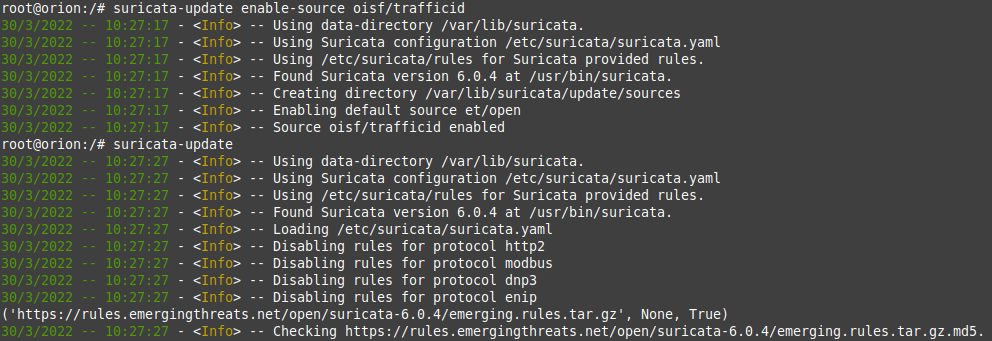 root@orion:/# suricata-update enable-source oisf/trafficid
30/3/2022 -- 10:27:17 - <Info> -- Using data-directory /var/lib/suricata.
30/3/2022 -- 10:27:17 - <Info> -- Using Suricata configuration /etc/suricata/suricata.yaml
30/3/2022 -- 10:27:17 - <Info> -- Using /etc/suricata/rules for Suricata provided rules.
30/3/2022 -- 10:27:17 - <Info> -- Found Suricata version 6.0.4 at /usr/bin/suricata.
30/3/2022 -- 10:27:17 - <Info> -- Creating directory /var/lib/suricata/update/sources
30/3/2022 -- 10:27:17 - <Info> -- Enabling default source et/open
30/3/2022 -- 10:27:17 - <Info> -- Source oisf/trafficid enabled
root@orion:/# suricata-update
30/3/2022 -- 10:27:27 - <Info> -- Using data-directory /var/lib/suricata.
30/3/2022 -- 10:27:27 - <Info> -- Using Suricata configuration /etc/suricata/suricata.yaml
30/3/2022 -- 10:27:27 - <Info> -- Using /etc/suricata/rules for Suricata provided rules.
30/3/2022 -- 10:27:27 - <Info> -- Found Suricata version 6.0.4 at /usr/bin/suricata.
30/3/2022 -- 10:27:27 - <Info> -- Loading /etc/suricata/suricata.yaml
30/3/2022 -- 10:27:27 - <Info> -- Disabling rules for protocol http2
30/3/2022 -- 10:27:27 - <Info> -- Disabling rules for protocol modbus
30/3/2022 -- 10:27:27 - <Info> -- Disabling rules for protocol dnp3
30/3/2022 -- 10:27:27 - <Info> -- Disabling rules for protocol enip
('https://rules.emergingthreats.net/open/suricata-6.0.4/emerging.rules.tar.gz', None, True)
30/3/2022 -- 10:27:27 - <Info> -- Checking https://rules.emergingthreats.net/open/suricata-6.0.4/emerging.rules.tar.gz.md5.